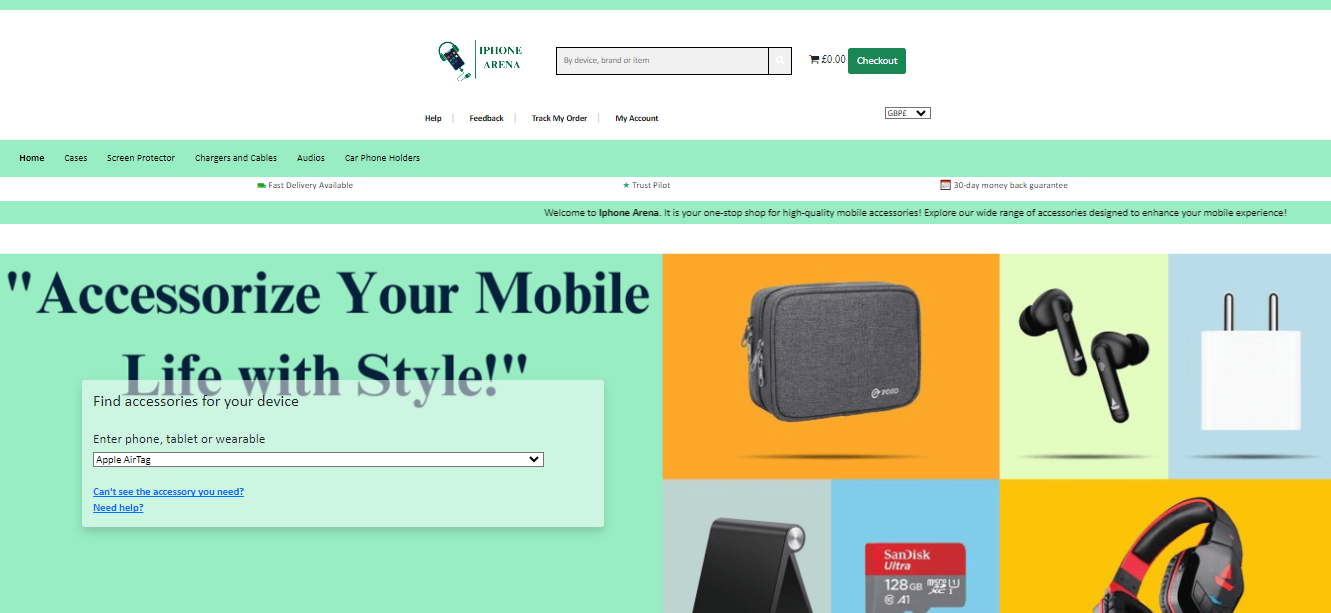 IPHONE
ARENA
By device, brand or item
£0.00
Checkout
Help
Feedback
Track My Order
My Account
GBP£
Home
Cases
Screen Protector
Chargers and Cables
Audios
Car Phone Holders
Fast Delivery Available
Trust Pilot
30-day money back guarantee
Welcome to Iphone Arena. It is your one-stop shop for high-quality mobile accessories! Explore our wide range of accessories designed to enhance your mobile experience!
"Accessorize Your Mobile
Life with Style!"
Find accessories for your device
Enter phone, tablet or wearable
Apple AirTag
Can't see the accessory you need?
Need help?
SanDisk
Ultra
128GB
A1